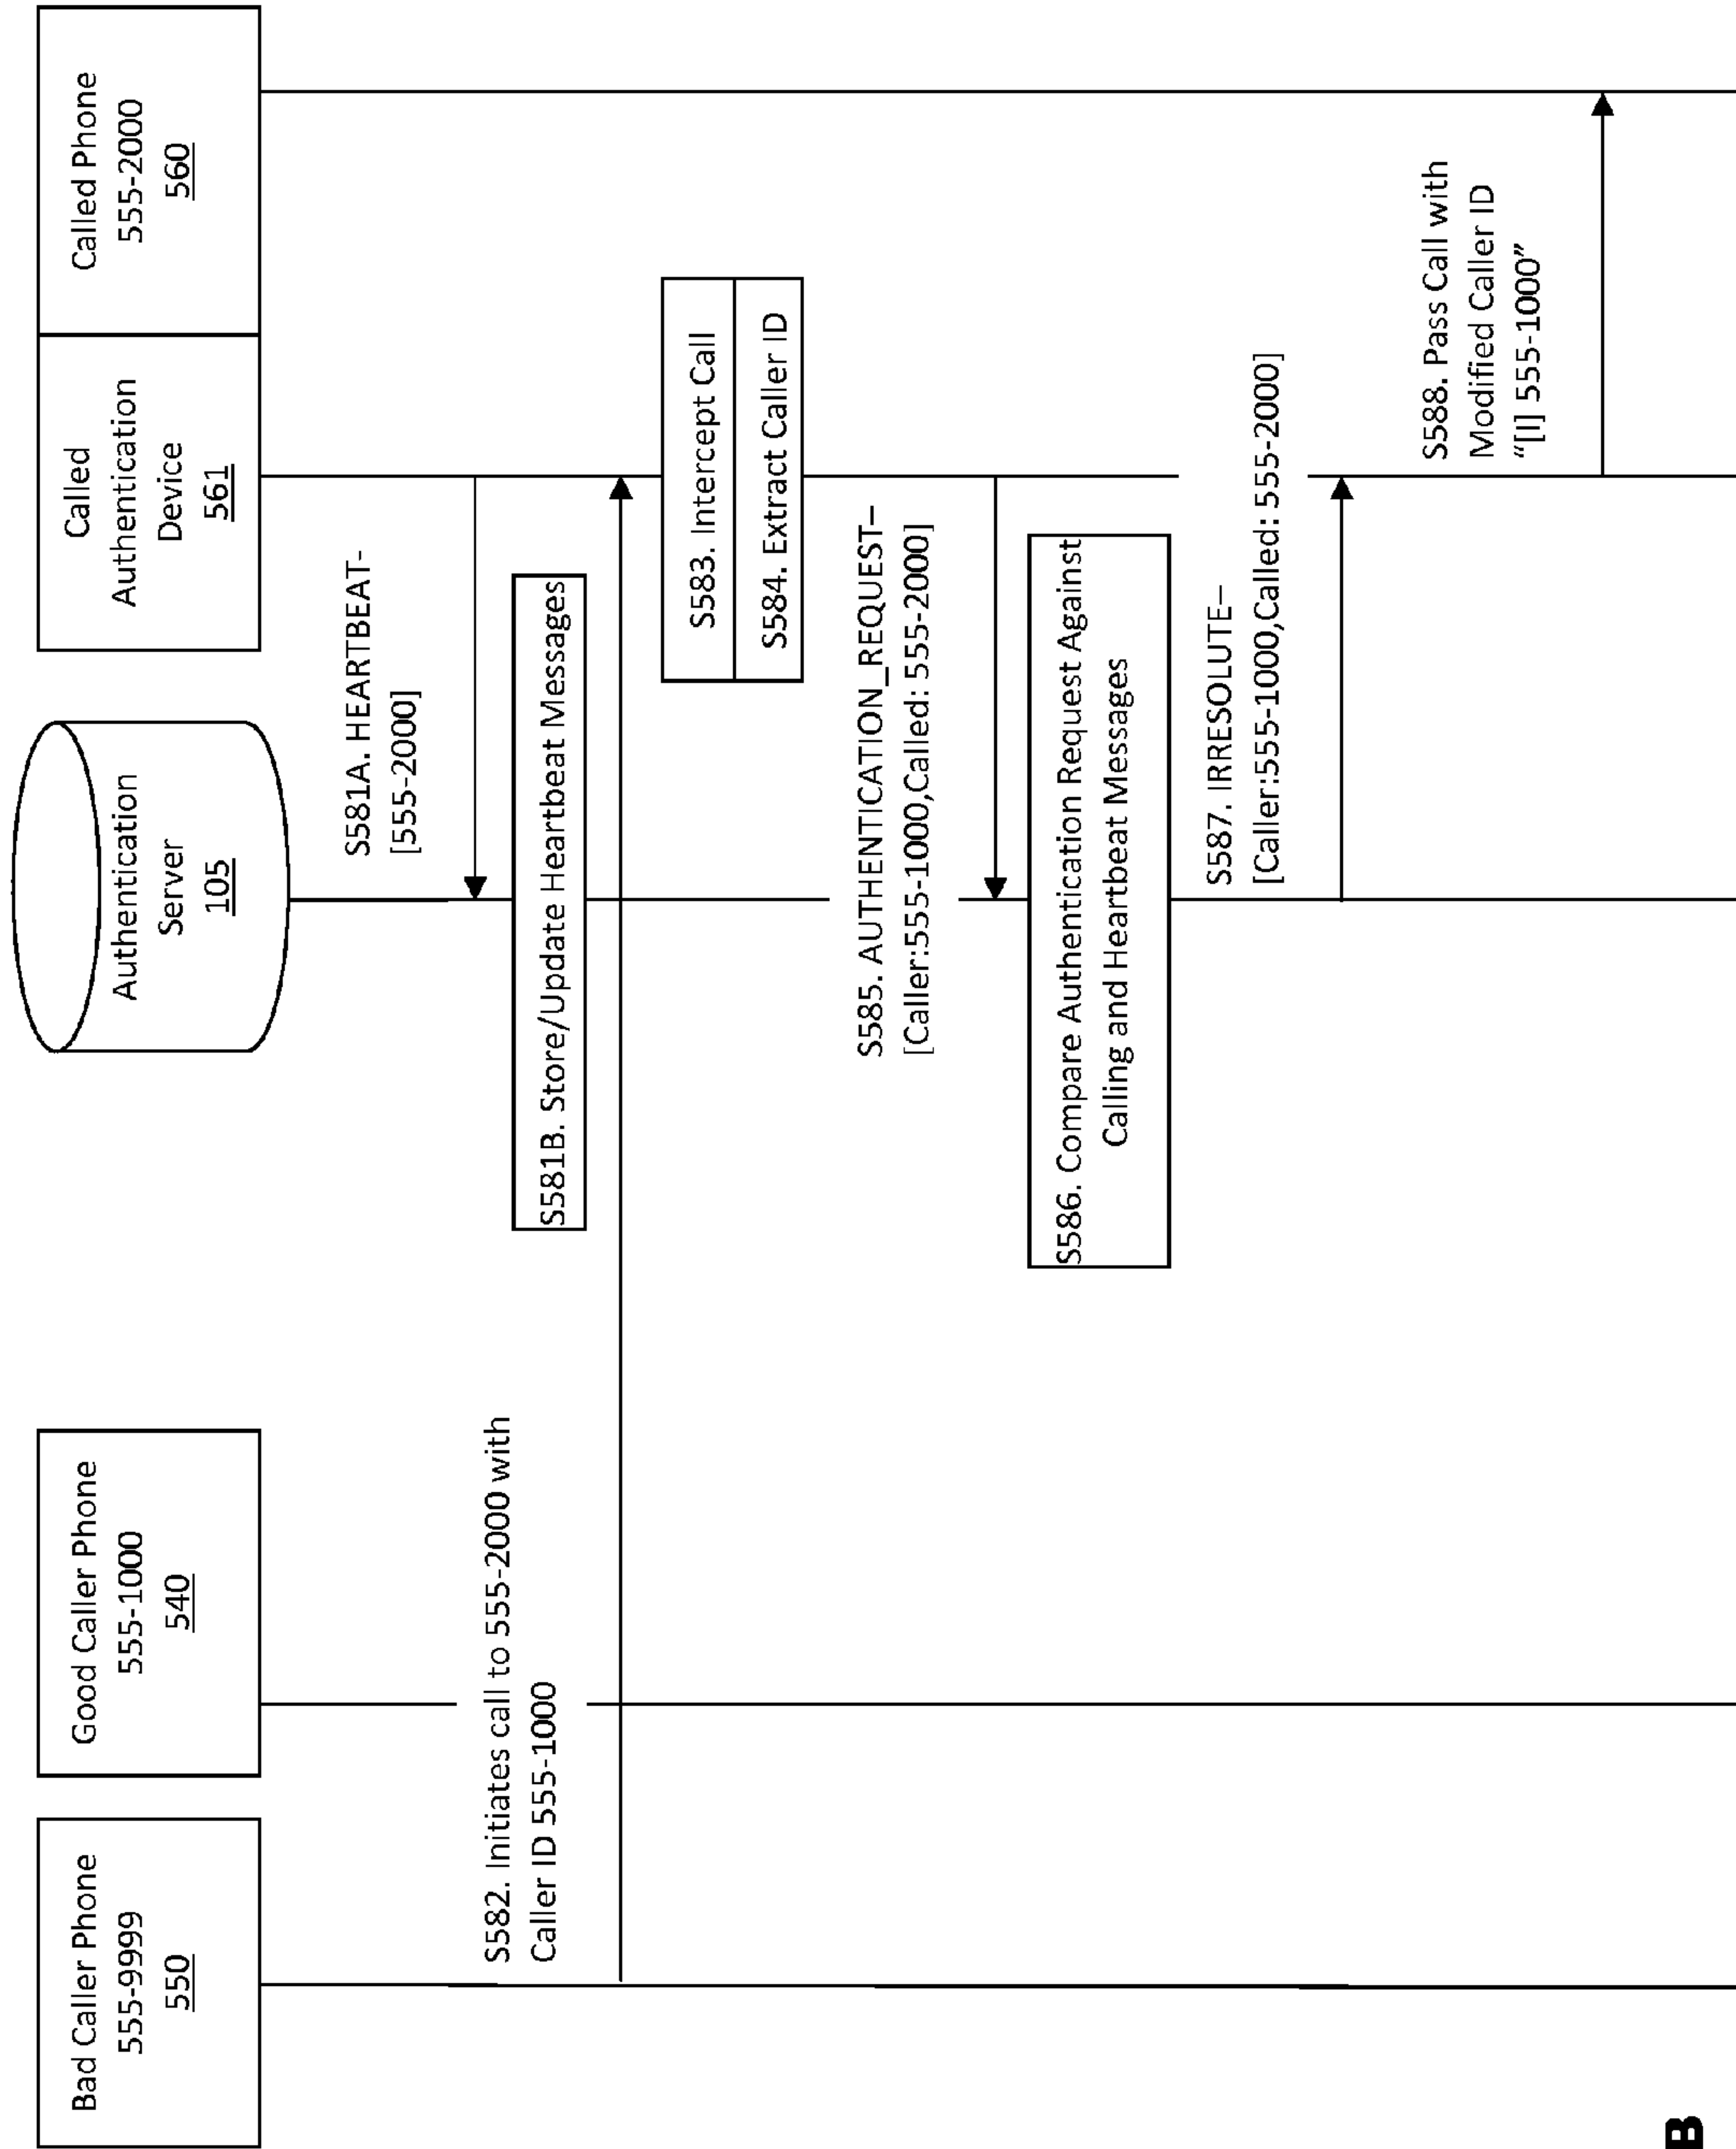 Bad Caller Phone
555-9999
550
Good Caller Phone
555-1000
540
Authentication
Server
105
Called
Authentication
Device
561
Called Phone
555-2000
560
S581A. HEARTBEAT-
[555-2000]
S581B. Store/Update Heartbeat Messages
S582. Initiates call to 555-2000 with
Caller ID 555-1000
S583. Intercept Call
S584. Extract Caller ID
S585. AUTHENTICATION_REQUEST–
[Caller:555-1000,Called: 555-2000]
S586. Compare Authentication Request Against
Calling and Heartbeat Messages
S587. IRRESOLUTE–
[Caller:555-1000,Called: 555-2000]
S588. Pass Call with
Modified Caller ID
“[I] 555-1000”
B